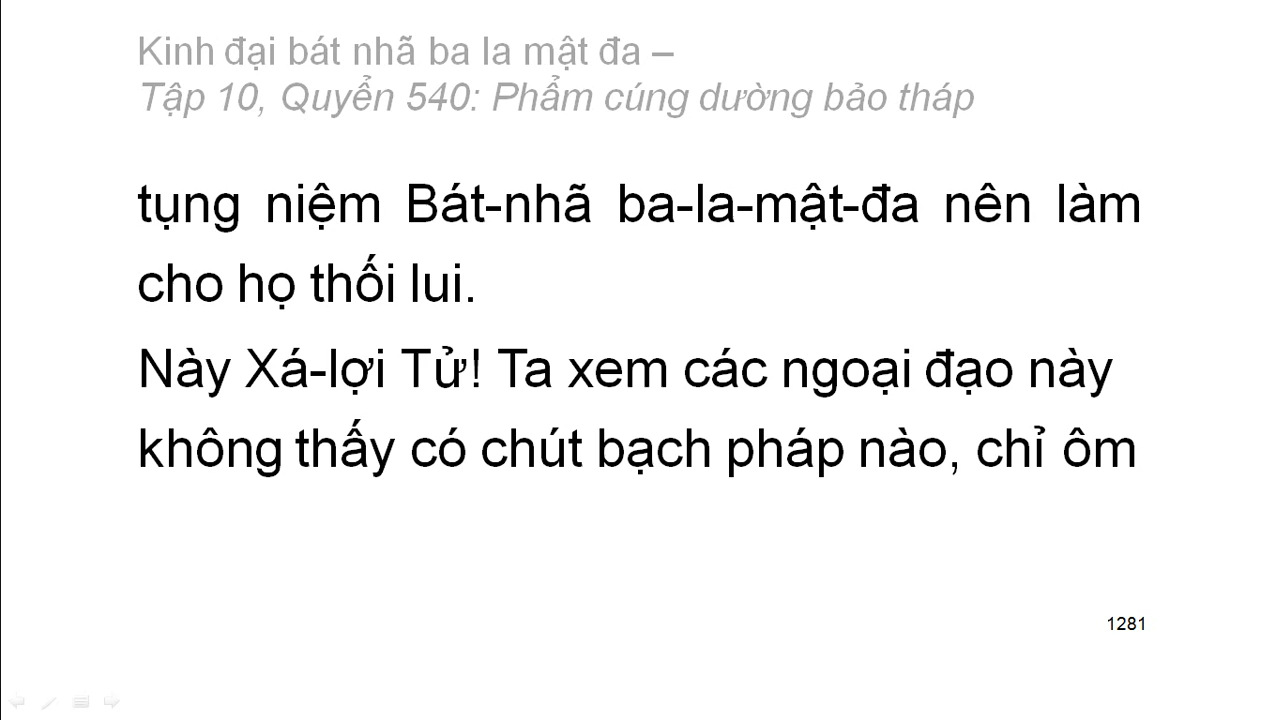 Kinh đại bát nhã ba la mật đa –
Tập 10, Quyển 540: Phẩm cúng dường bảo tháp
tụng niệm Bát-nhã ba-la-mật-đa nên làm
cho họ thối lui.
Này Xá-lợi Tử! Ta xem các ngoại đạo này
không thấy có chút bạch pháp nào, chỉ ôm
1281